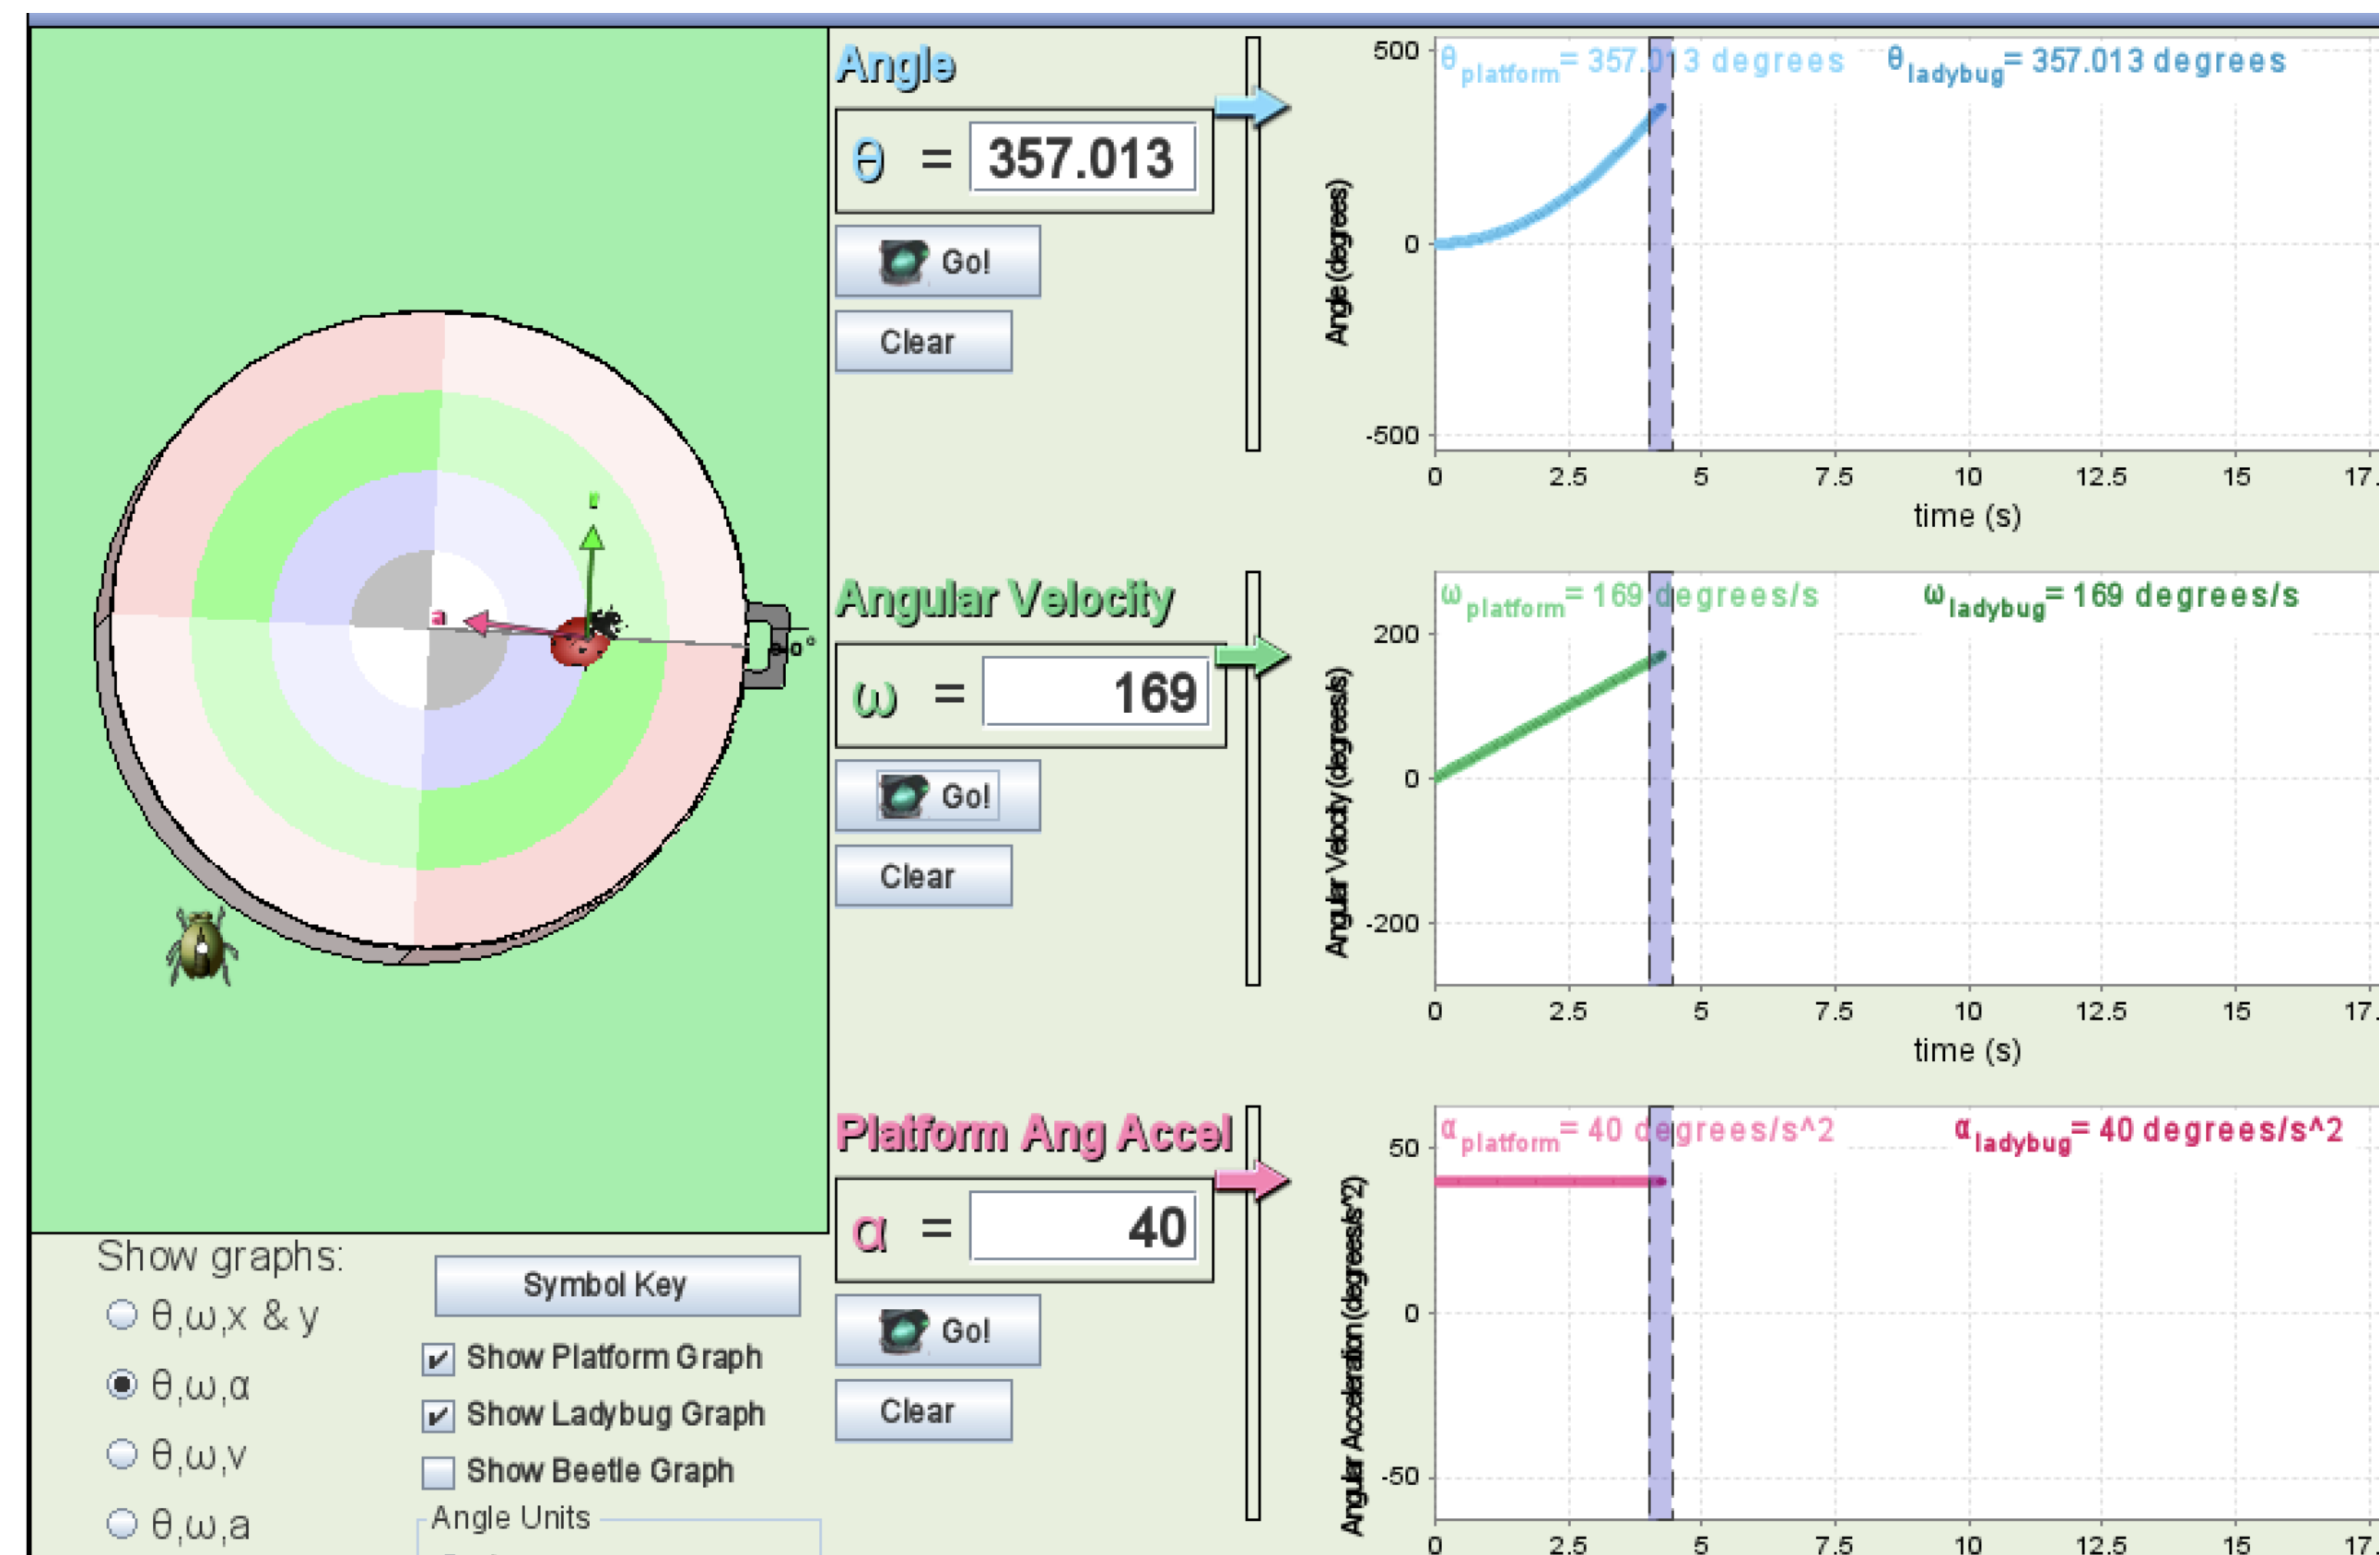 Angle
θ = 357.013
Go!
Clear
500
0
-500
Angle (degrees)
θplatform= 357.013 degrees
θladybug= 357.013 degrees
0 2.5 5 7.5 10 12.5 15 17.
time (s)
r
a
Angular Velocity
ω = 169
Go!
Clear
200
0
-200
Angular Velocity (degrees/s)
ωplatform= 169 degrees/s
ωladybug= 169 degrees/s
0 2.5 5 7.5 10 12.5 15 17.
time (s)
Platform Ang Accel
α = 40
Go!
Clear
50
0
-50
Angular Acceleration (degrees/s^2)
αplatform= 40 degrees/s^2
αladybug= 40 degrees/s^2
0 2.5 5 7.5 10 12.5 15 17.
Show graphs:
θ,ω,x & y
θ,ω,α
θ,ω,v
θ,ω,a
Symbol Key
Show Platform Graph
Show Ladybug Graph
Show Beetle Graph
Angle Units